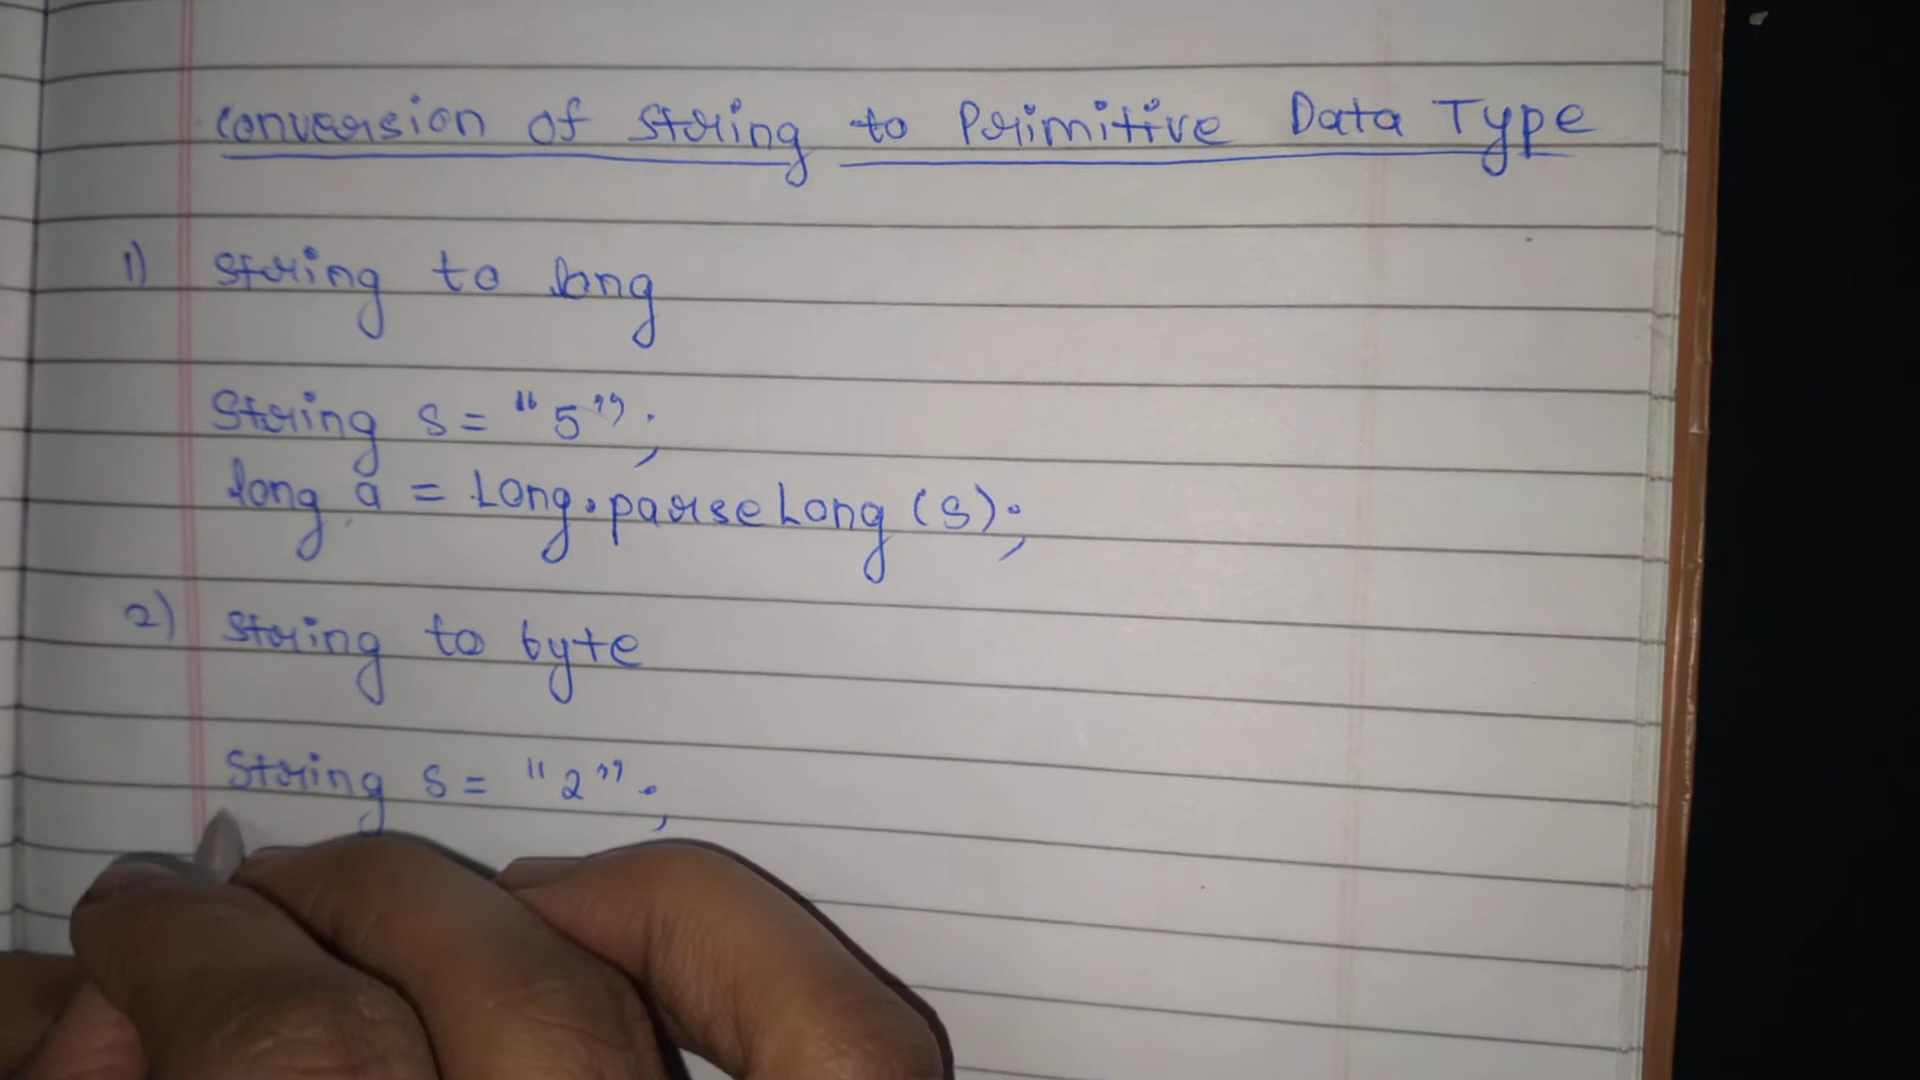 Conversion of String to Primitive Data Type
1) String to long
String s = "5";
long a = Long.parseLong (s);
2) String to byte
String s = "2";